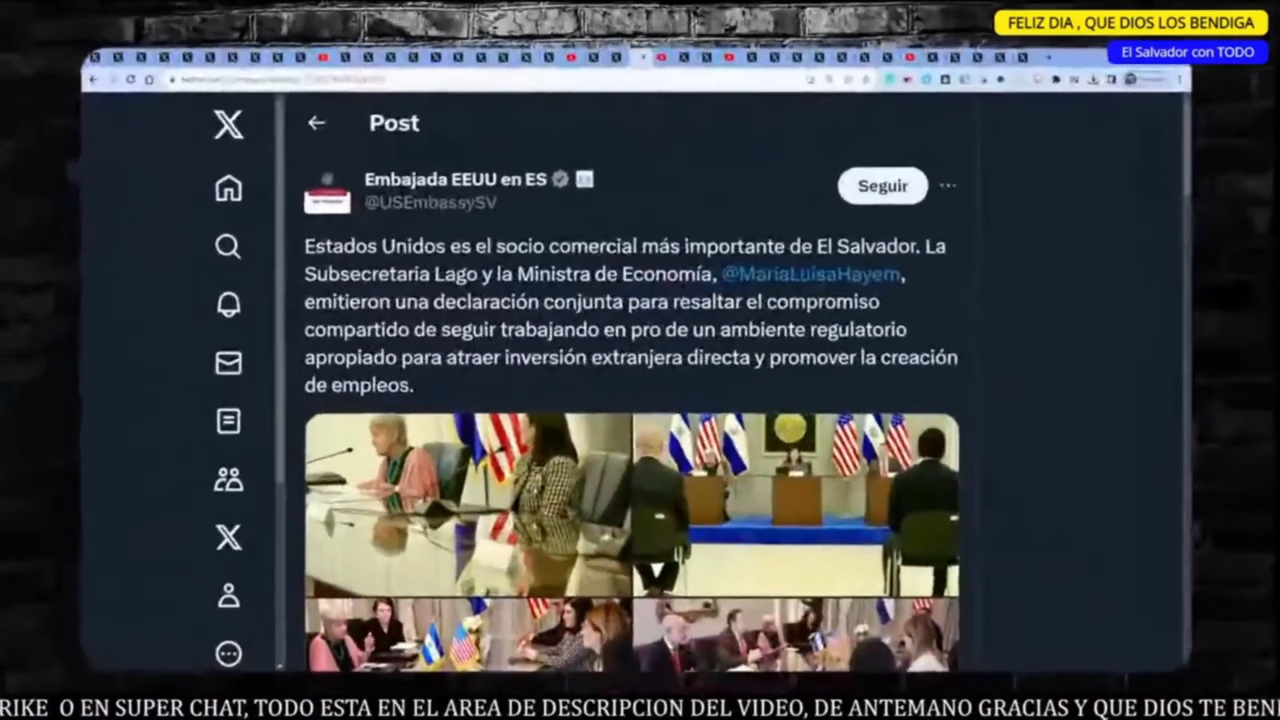 FELIZ DIA , QUE DIOS LOS BENDIGA
El Salvador con TODO
Post
Embajada EEUU en ES
@USEmbassySV
Seguir
Estados Unidos es el socio comercial más importante de El Salvador. La
Subsecretaria Lago y la Ministra de Economía, @MariaLuisaHayem,
emitieron una declaración conjunta para resaltar el compromiso
compartido de seguir trabajando en pro de un ambiente regulatorio
apropiado para atraer inversión extranjera directa y promover la creación
de empleos.
RIKE O EN SUPER CHAT, TODO ESTA EN EL AREA DE DESCRIPCION DEL VIDEO, DE ANTEMANO GRACIAS Y QUE DIOS TE BEN